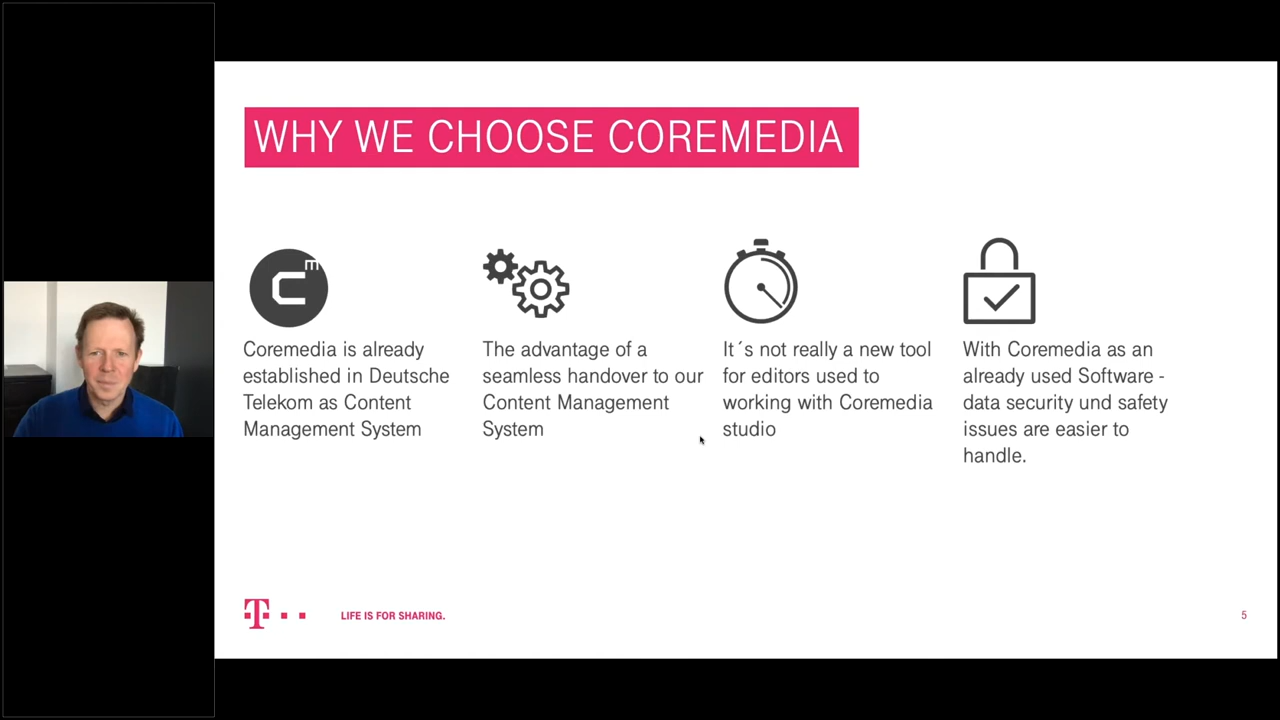 WHY WE CHOOSE COREMEDIA
C m
Coremedia is already
established in Deutsche
Telekom as Content
Management System
The advantage of a
seamless handover to our
Content Management
System
It´s not really a new tool
for editors used to
working with Coremedia
studio
With Coremedia as an
already used Software -
data security und safety
issues are easier to
handle.
T
LIFE IS FOR SHARING.
5